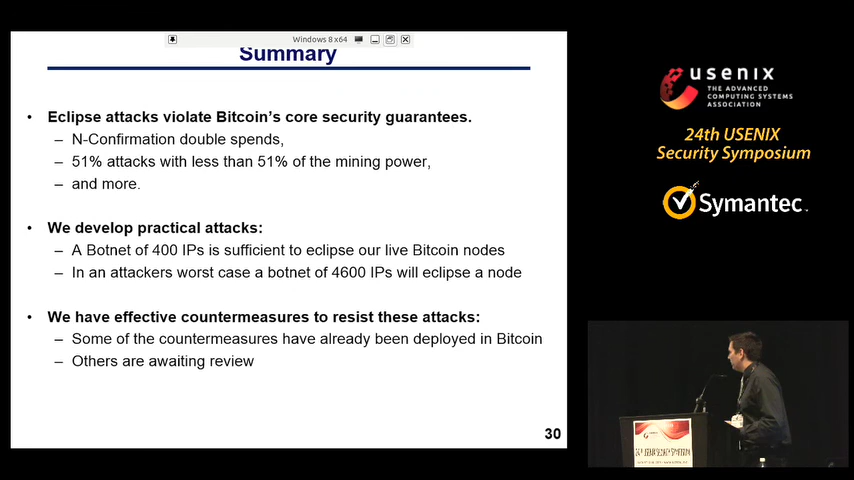 Windows 8 x64
Summary
• Eclipse attacks violate Bitcoin's core security guarantees.
– N-Confirmation double spends,
– 51% attacks with less than 51% of the mining power,
– and more.
• We develop practical attacks:
– A Botnet of 400 IPs is sufficient to eclipse our live Bitcoin nodes
– In an attackers worst case a botnet of 4600 IPs will eclipse a node
• We have effective countermeasures to resist these attacks:
– Some of the countermeasures have already been deployed in Bitcoin
– Others are awaiting review
30
usenix
THE ADVANCED
COMPUTING SYSTEMS
ASSOCIATION
24th USENIX
Security Symposium
Symantec.